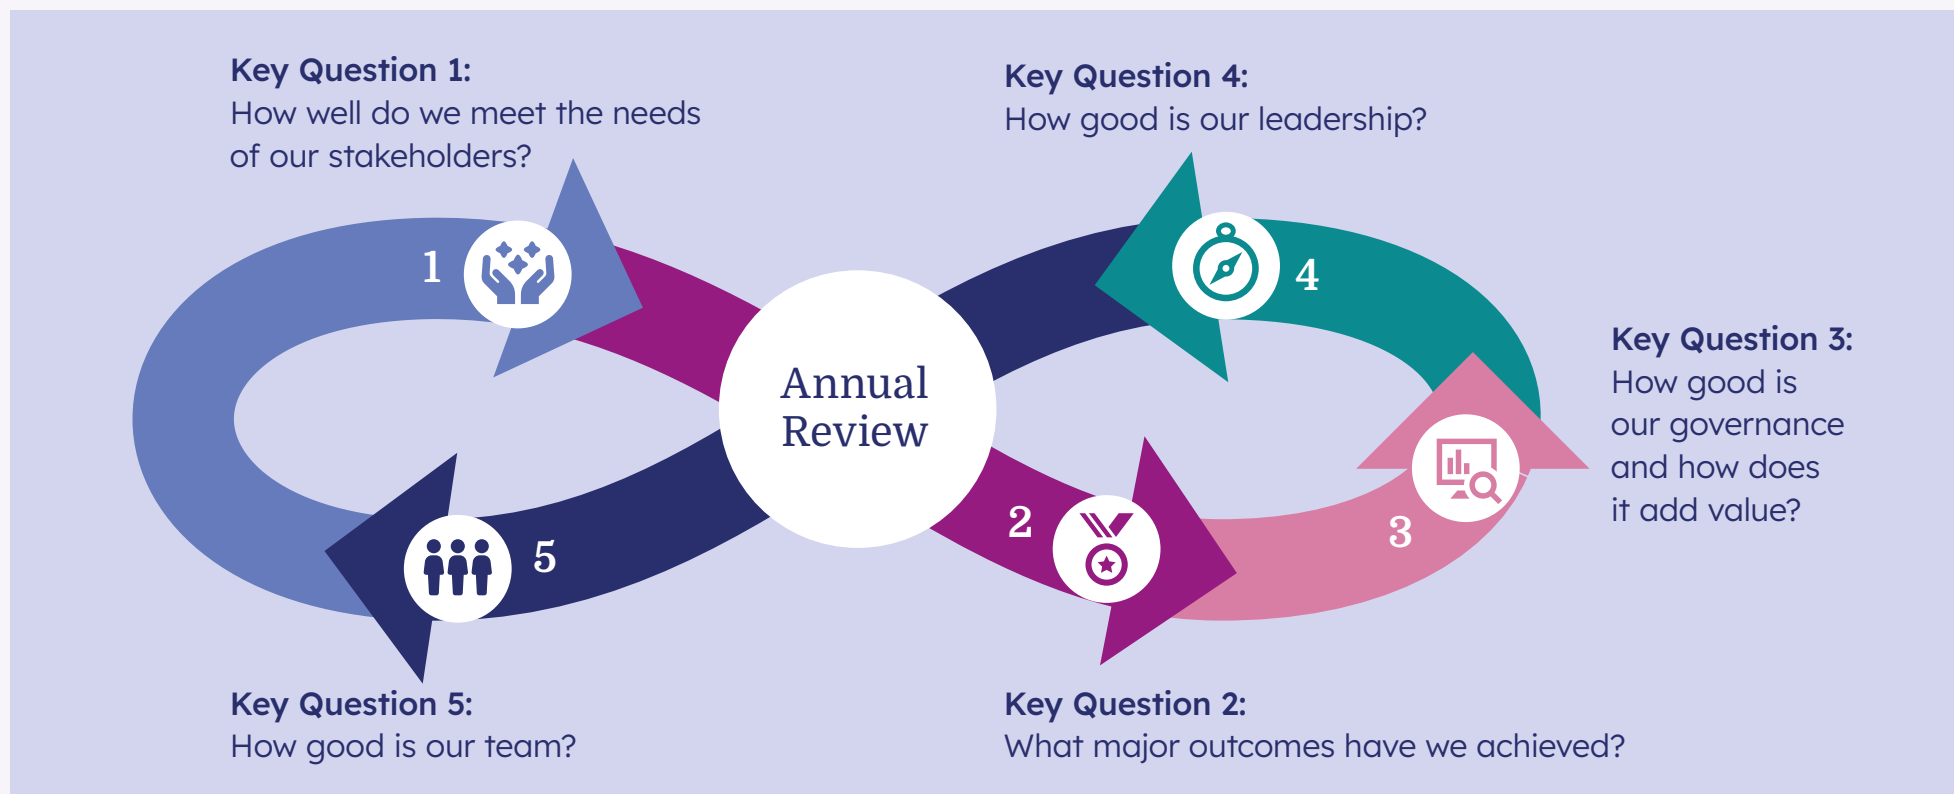 Key Question 1:
How well do we meet the needs
of our stakeholders?
Key Question 4:
How good is our leadership?
1
4
Key Question 3:
How good is
our governance
and how does
it add value?
Annual
Review
2
3
5
Key Question 5:
How good is our team?
Key Question 2:
What major outcomes have we achieved?